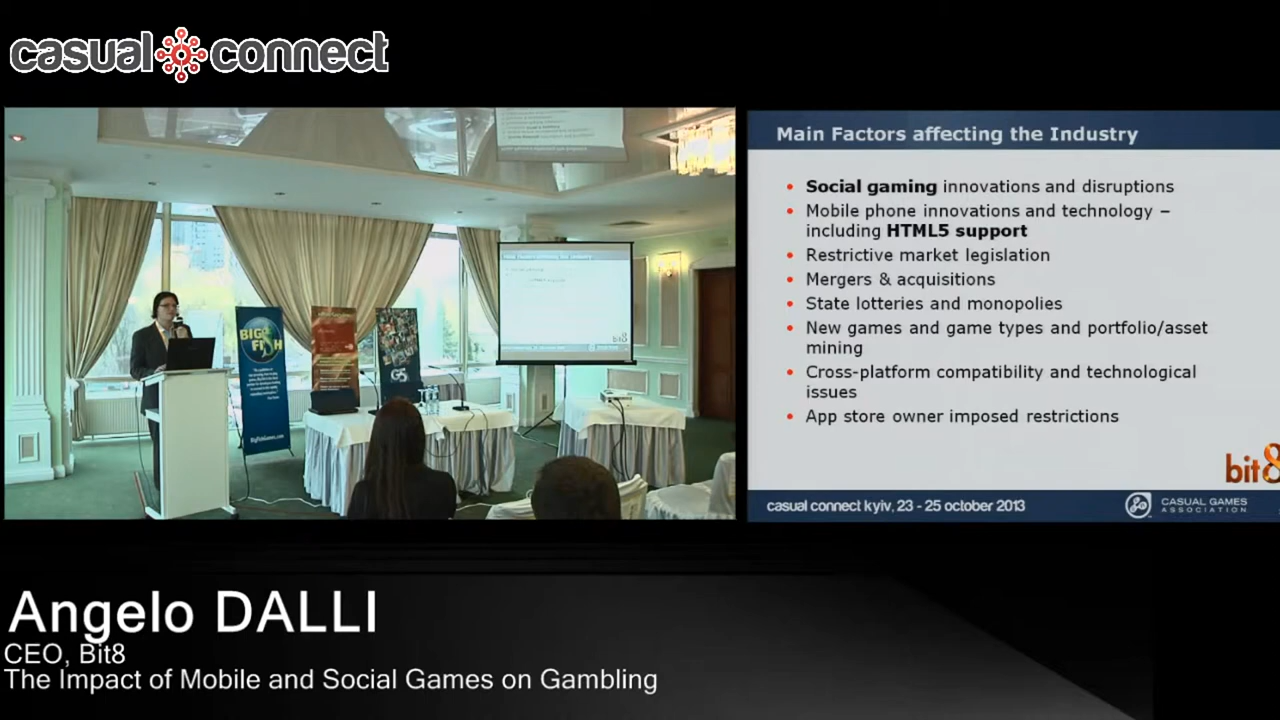 casual connect
Main Factors affecting the Industry
• Social gaming innovations and disruptions
• Mobile phone innovations and technology –
including HTML5 support
• Restrictive market legislation
• Mergers & acquisitions
• State lotteries and monopolies
• New games and game types and portfolio/asset
mining
• Cross-platform compatibility and technological
issues
• App store owner imposed restrictions
bit8
casual connect kyiv, 23 - 25 october 2013
CASUAL GAMES
ASSOCIATION
BIG FISH
BigFishGames.com
G5
bit8
Angelo DALLI
CEO, Bit8
The Impact of Mobile and Social Games on Gambling